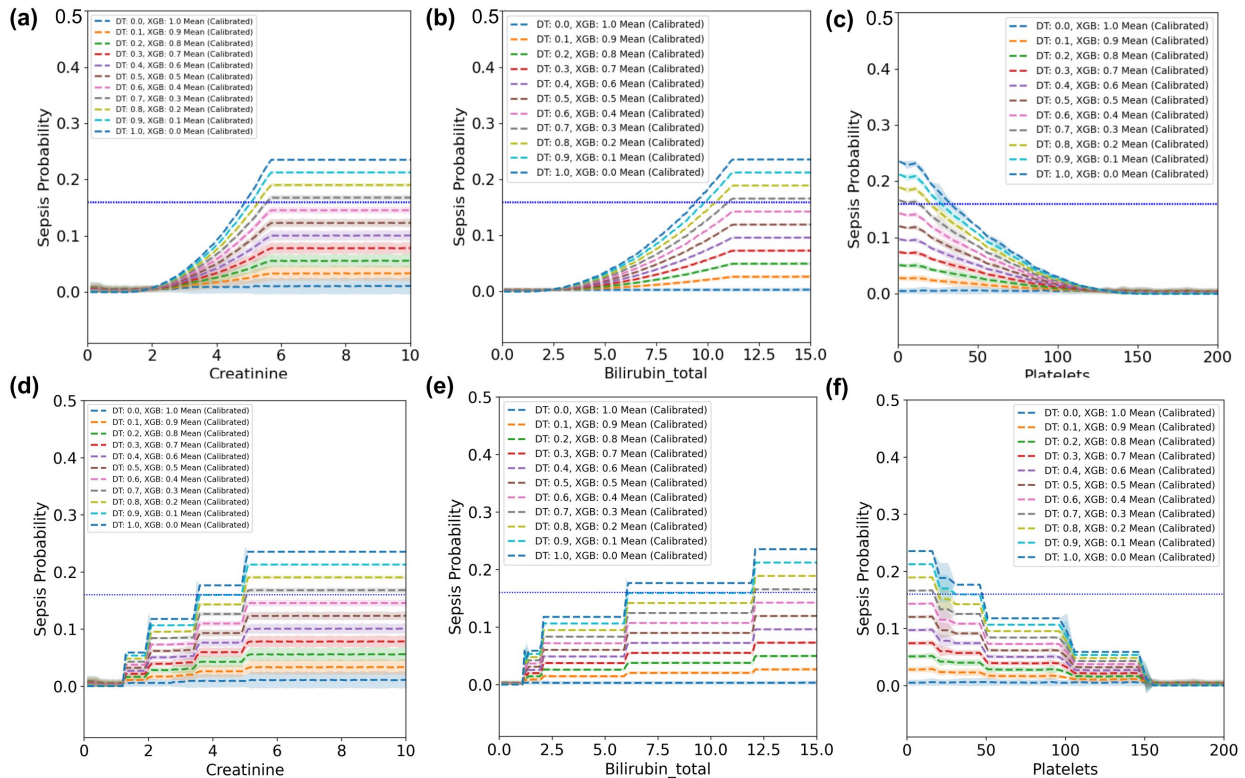 (a)
0.5
0.4
0.3
0.2
0.1
0.0
Sepsis Probability
DT: 0.0, XGB: 1.0 Mean (Calibrated)
DT: 0.1, XGB: 0.9 Mean (Calibrated)
DT: 0.2, XGB: 0.8 Mean (Calibrated)
DT: 0.3, XGB: 0.7 Mean (Calibrated)
DT: 0.4, XGB: 0.6 Mean (Calibrated)
DT: 0.5, XGB: 0.5 Mean (Calibrated)
DT: 0.6, XGB: 0.4 Mean (Calibrated)
DT: 0.7, XGB: 0.3 Mean (Calibrated)
DT: 0.8, XGB: 0.2 Mean (Calibrated)
DT: 0.9, XGB: 0.1 Mean (Calibrated)
DT: 1.0, XGB: 0.0 Mean (Calibrated)
0 2 4 6 8 10
Creatinine
(b)
0.5
0.4
0.3
0.2
0.1
0.0
Sepsis Probability
DT: 0.0, XGB: 1.0 Mean (Calibrated)
DT: 0.1, XGB: 0.9 Mean (Calibrated)
DT: 0.2, XGB: 0.8 Mean (Calibrated)
DT: 0.3, XGB: 0.7 Mean (Calibrated)
DT: 0.4, XGB: 0.6 Mean (Calibrated)
DT: 0.5, XGB: 0.5 Mean (Calibrated)
DT: 0.6, XGB: 0.4 Mean (Calibrated)
DT: 0.7, XGB: 0.3 Mean (Calibrated)
DT: 0.8, XGB: 0.2 Mean (Calibrated)
DT: 0.9, XGB: 0.1 Mean (Calibrated)
DT: 1.0, XGB: 0.0 Mean (Calibrated)
0.0 2.5 5.0 7.5 10.0 12.5 15.0
Bilirubin_total
(c)
0.5
0.4
0.3
0.2
0.1
0.0
Sepsis Probability
DT: 0.0, XGB: 1.0 Mean (Calibrated)
DT: 0.1, XGB: 0.9 Mean (Calibrated)
DT: 0.2, XGB: 0.8 Mean (Calibrated)
DT: 0.3, XGB: 0.7 Mean (Calibrated)
DT: 0.4, XGB: 0.6 Mean (Calibrated)
DT: 0.5, XGB: 0.5 Mean (Calibrated)
DT: 0.6, XGB: 0.4 Mean (Calibrated)
DT: 0.7, XGB: 0.3 Mean (Calibrated)
DT: 0.8, XGB: 0.2 Mean (Calibrated)
DT: 0.9, XGB: 0.1 Mean (Calibrated)
DT: 1.0, XGB: 0.0 Mean (Calibrated)
0 50 100 150 200
Platelets
(d)
0.5
0.4
0.3
0.2
0.1
0.0
Sepsis Probability
DT: 0.0, XGB: 1.0 Mean (Calibrated)
DT: 0.1, XGB: 0.9 Mean (Calibrated)
DT: 0.2, XGB: 0.8 Mean (Calibrated)
DT: 0.3, XGB: 0.7 Mean (Calibrated)
DT: 0.4, XGB: 0.6 Mean (Calibrated)
DT: 0.5, XGB: 0.5 Mean (Calibrated)
DT: 0.6, XGB: 0.4 Mean (Calibrated)
DT: 0.7, XGB: 0.3 Mean (Calibrated)
DT: 0.8, XGB: 0.2 Mean (Calibrated)
DT: 0.9, XGB: 0.1 Mean (Calibrated)
DT: 1.0, XGB: 0.0 Mean (Calibrated)
0 2 4 6 8 10
Creatinine
(e)
0.5
0.4
0.3
0.2
0.1
0.0
Sepsis Probability
DT: 0.0, XGB: 1.0 Mean (Calibrated)
DT: 0.1, XGB: 0.9 Mean (Calibrated)
DT: 0.2, XGB: 0.8 Mean (Calibrated)
DT: 0.3, XGB: 0.7 Mean (Calibrated)
DT: 0.4, XGB: 0.6 Mean (Calibrated)
DT: 0.5, XGB: 0.5 Mean (Calibrated)
DT: 0.6, XGB: 0.4 Mean (Calibrated)
DT: 0.7, XGB: 0.3 Mean (Calibrated)
DT: 0.8, XGB: 0.2 Mean (Calibrated)
DT: 0.9, XGB: 0.1 Mean (Calibrated)
DT: 1.0, XGB: 0.0 Mean (Calibrated)
0.0 2.5 5.0 7.5 10.0 12.5 15.0
Bilirubin_total
(f)
0.5
0.4
0.3
0.2
0.1
0.0
Sepsis Probability
DT: 0.0, XGB: 1.0 Mean (Calibrated)
DT: 0.1, XGB: 0.9 Mean (Calibrated)
DT: 0.2, XGB: 0.8 Mean (Calibrated)
DT: 0.3, XGB: 0.7 Mean (Calibrated)
DT: 0.4, XGB: 0.6 Mean (Calibrated)
DT: 0.5, XGB: 0.5 Mean (Calibrated)
DT: 0.6, XGB: 0.4 Mean (Calibrated)
DT: 0.7, XGB: 0.3 Mean (Calibrated)
DT: 0.8, XGB: 0.2 Mean (Calibrated)
DT: 0.9, XGB: 0.1 Mean (Calibrated)
DT: 1.0, XGB: 0.0 Mean (Calibrated)
0 50 100 150 200
Platelets